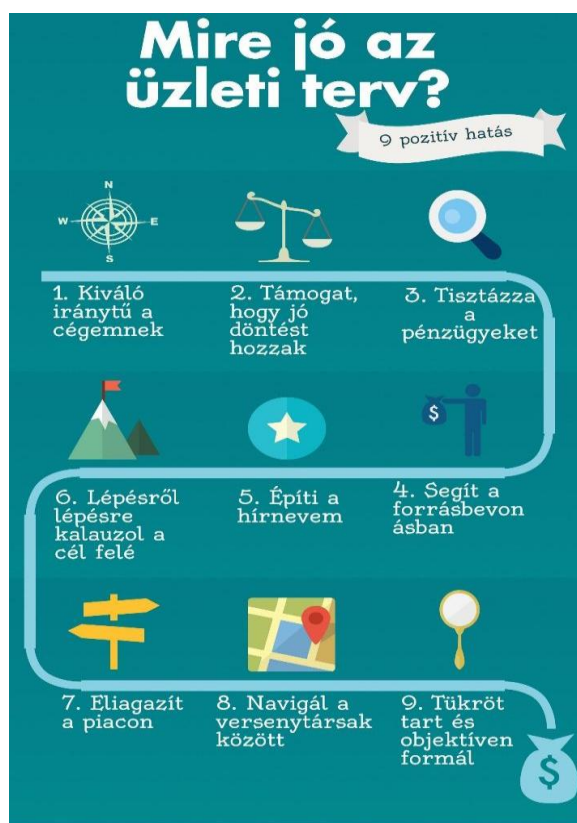 Mire jó az
üzleti terv?
9 pozitív hatás
N
W
E
S
1. Kiváló
iránytű a
cégemnek
2. Támogat,
hogy jó
döntést
hozzak
3. Tisztázza
a
pénzügyeket
$
4. Segít a
forrásbevon
ásban
5. Építi a
hírnevem
6. Lépésről
lépésre
kalauzol a
cél felé
7. Eliagazít
a piacon
8. Navigál a
versenytársak
között
9. Tükröt
tart és
objektíven
formál
$